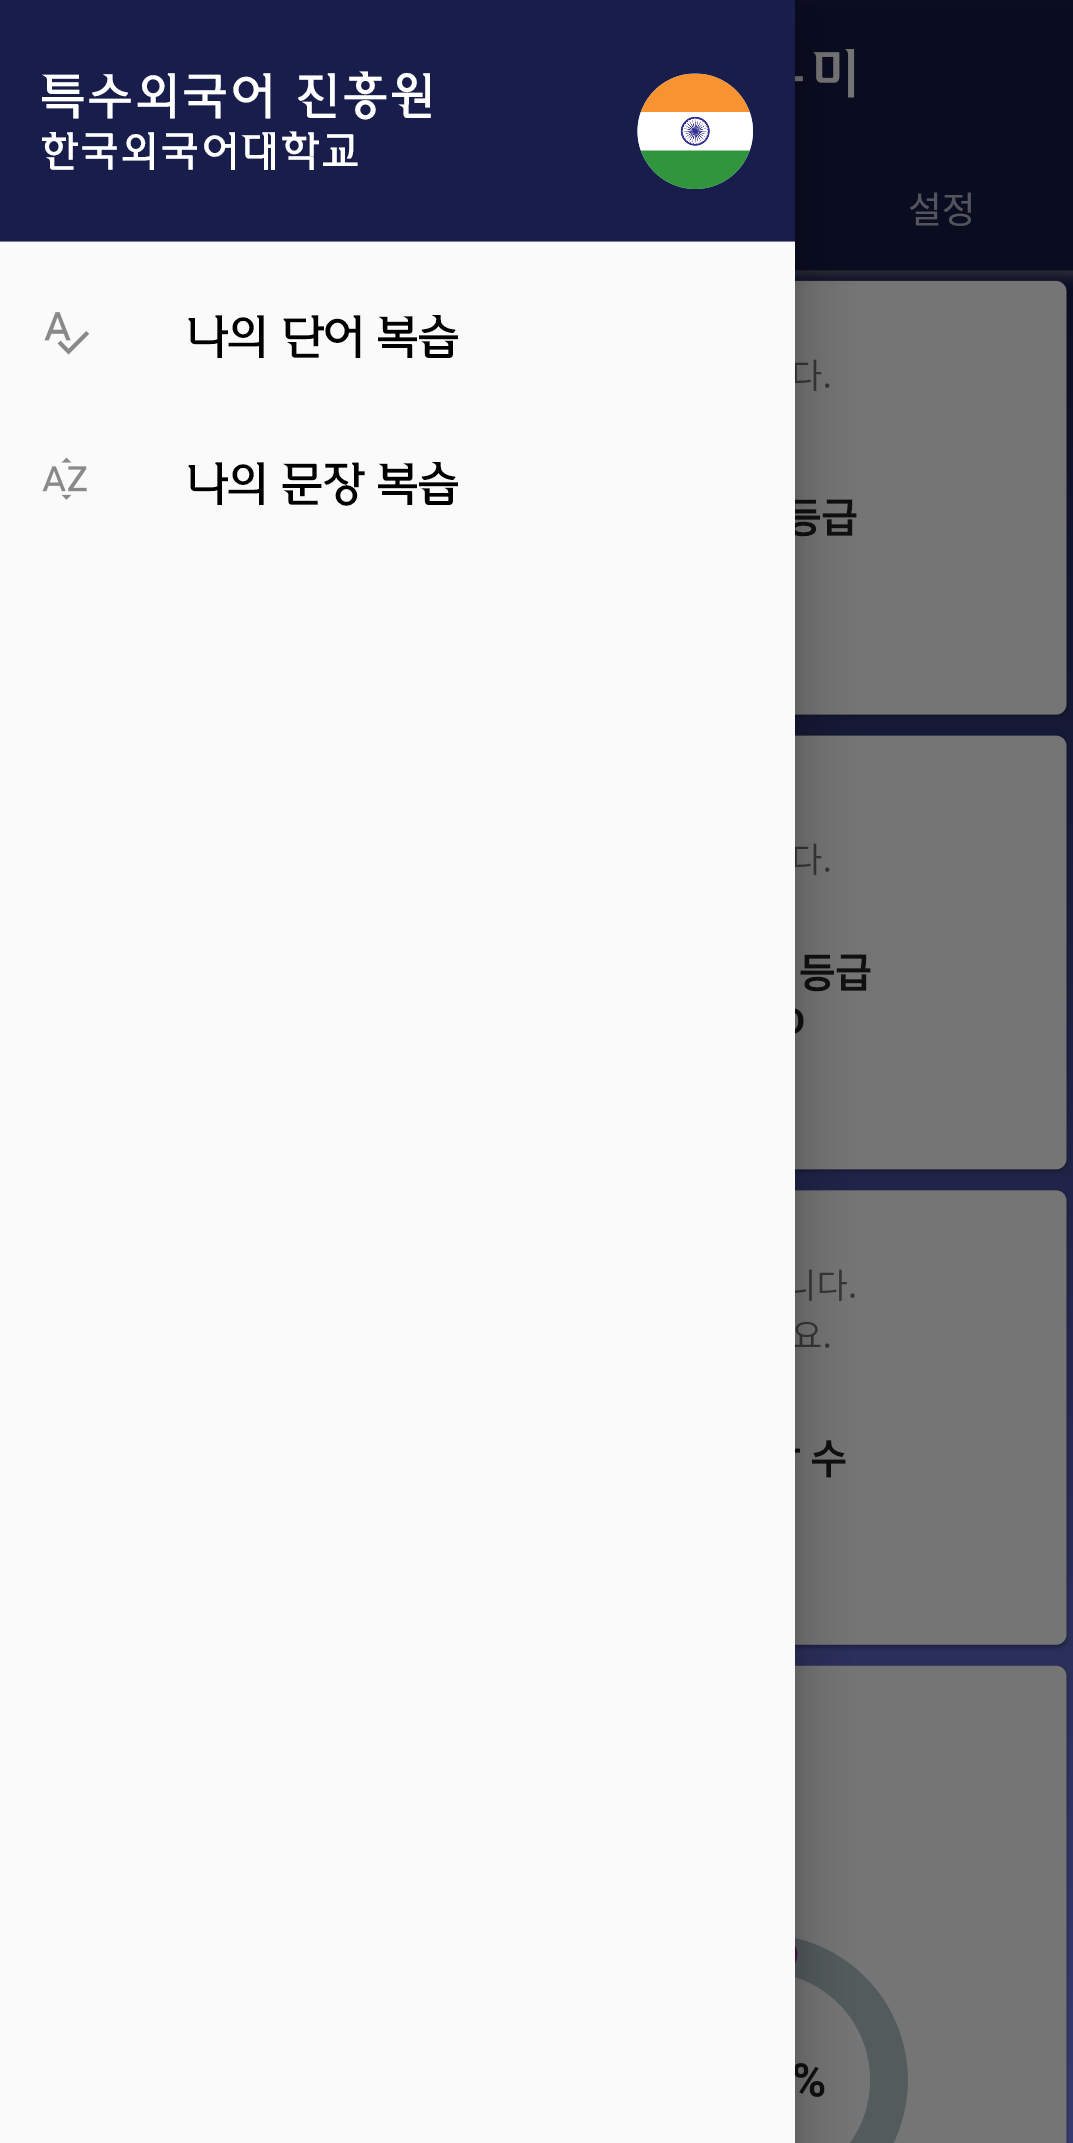 특수외국어 진흥원
한국외국어대학교
미
설정
나의 단어 복습
다.
나의 문장 복습
등급
다.
등급
니다.
요.
수
%